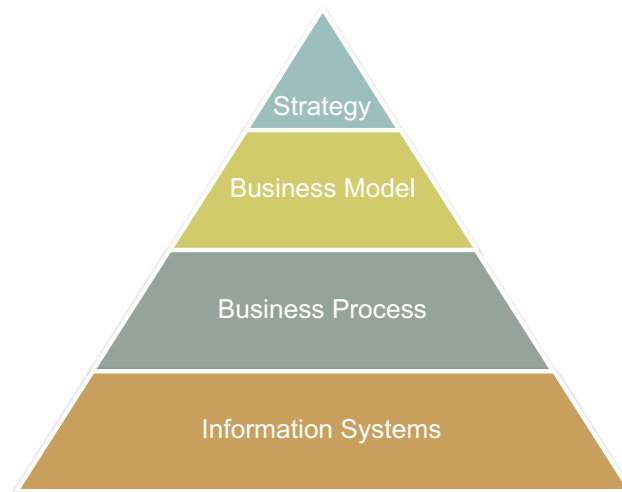 Strategy
Business Model
Business Process
Information Systems